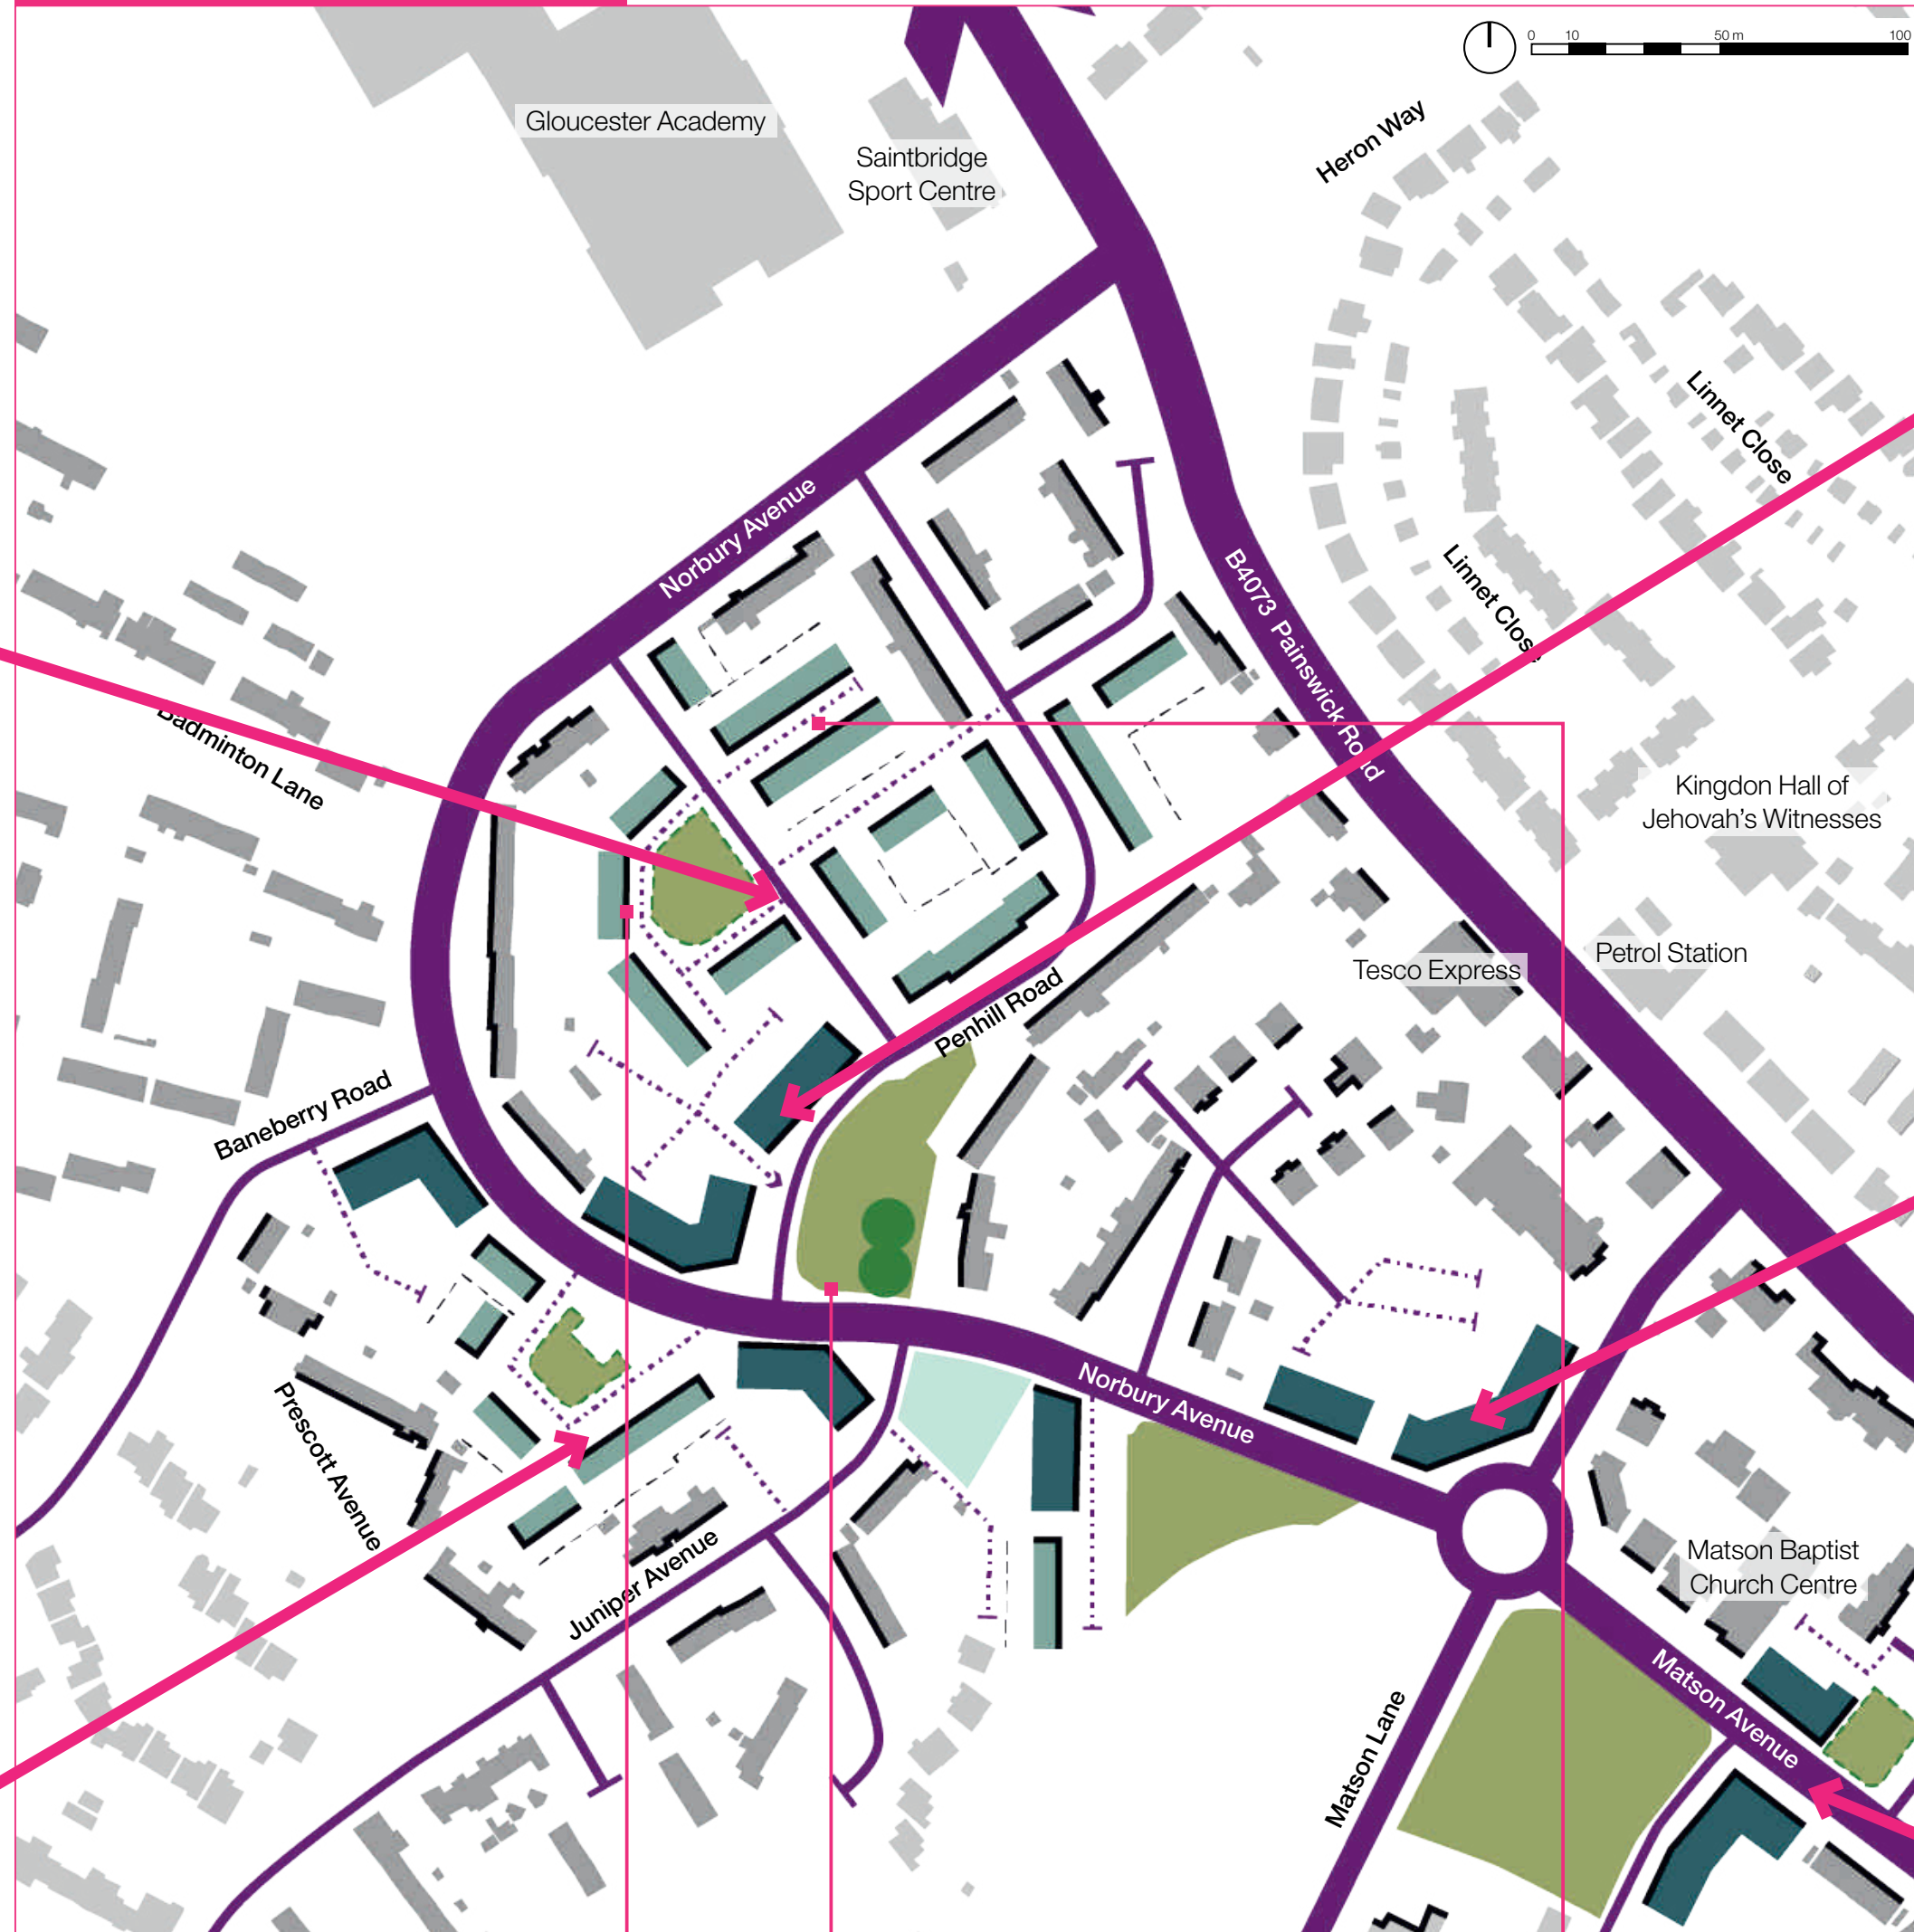 0 10 50 m 100
Gloucester Academy
Saintbridge
Sport Centre
Heron Way
Linnet Close
Norbury Avenue
B4073 Painswick Road
Linnet Close
Badminton Lane
Kingdon Hall of
Jehovah's Witnesses
Petrol Station
Tesco Express
Penhill Road
Baneberry Road
Norbury Avenue
Prescott Avenue
Juniper Avenue
Matson Baptist
Church Centre
Matson Avenue
Matson Lane